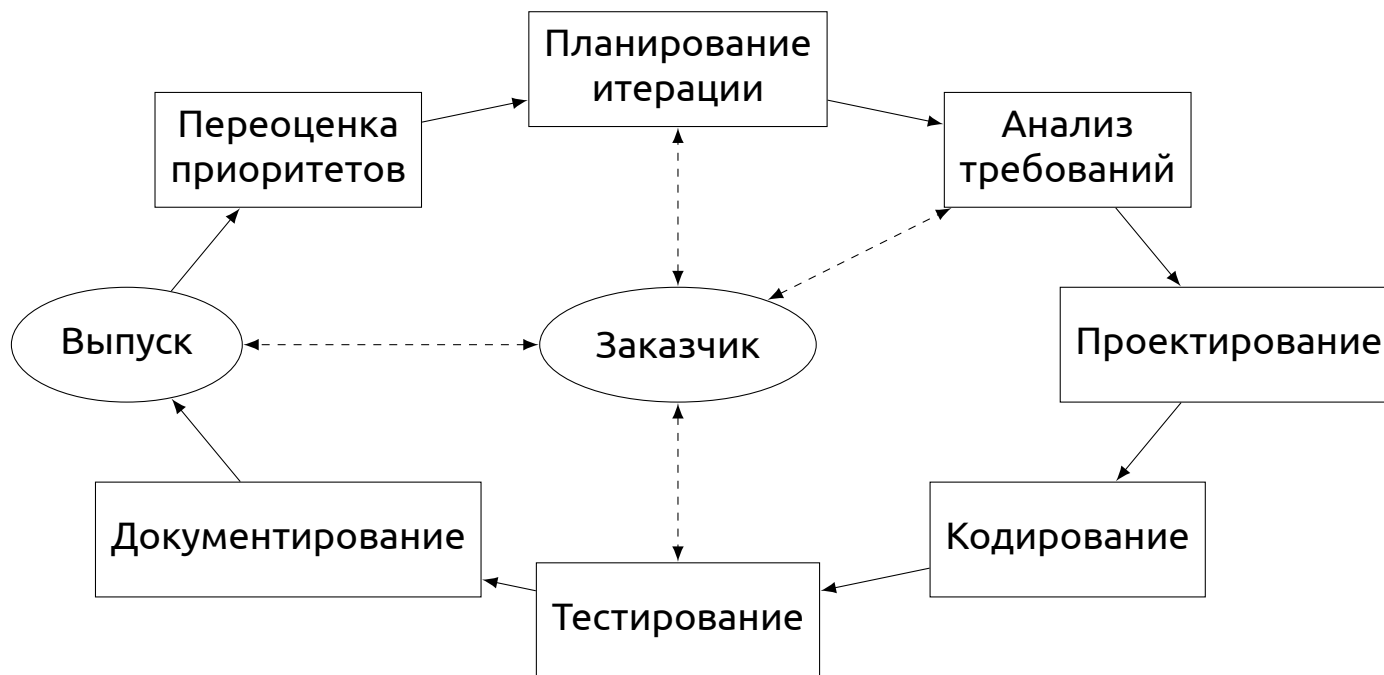 Планирование
итерации
Переоценка
приоритетов
Анализ
требований
Выпуск
Заказчик
Проектирование
Документирование
Кодирование
Тестирование